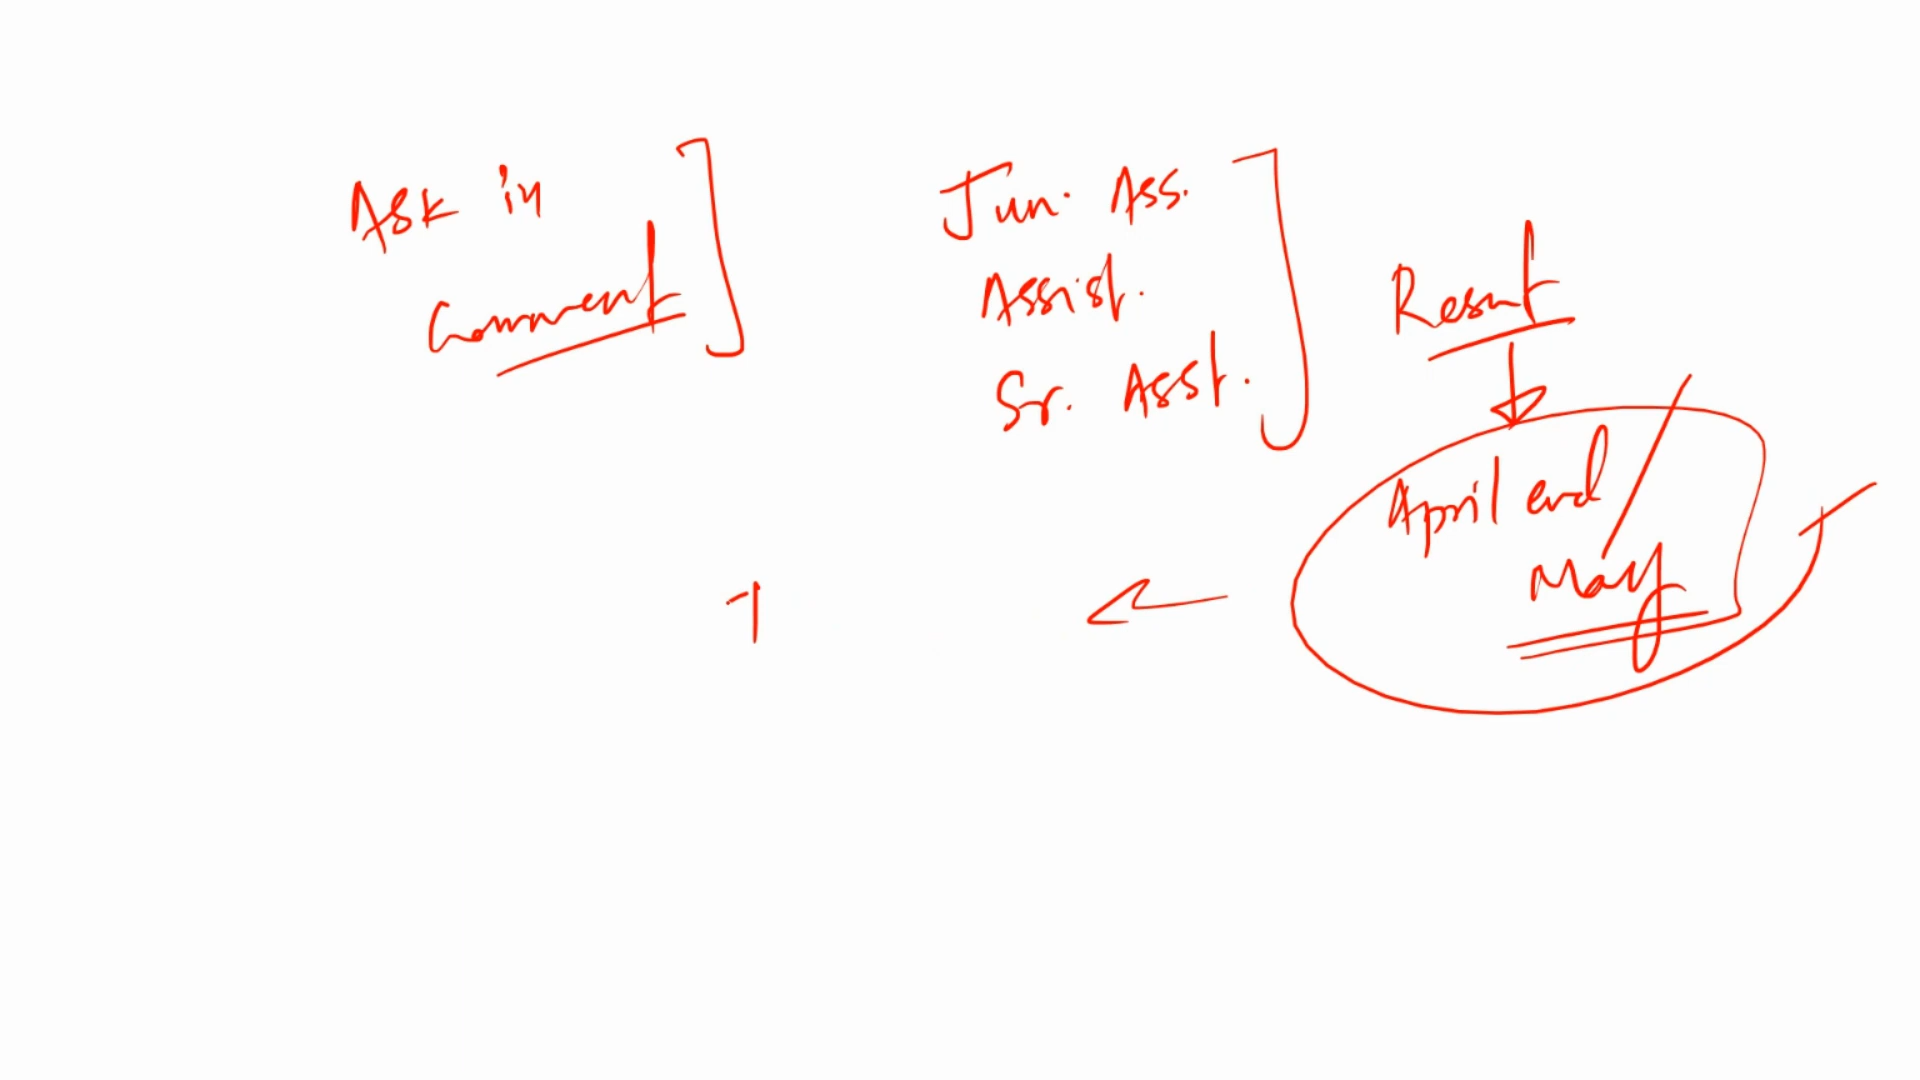 Ask in
Comment
Jun. Ass.
Assist.
Sr. Asst.
Result
April end /
May